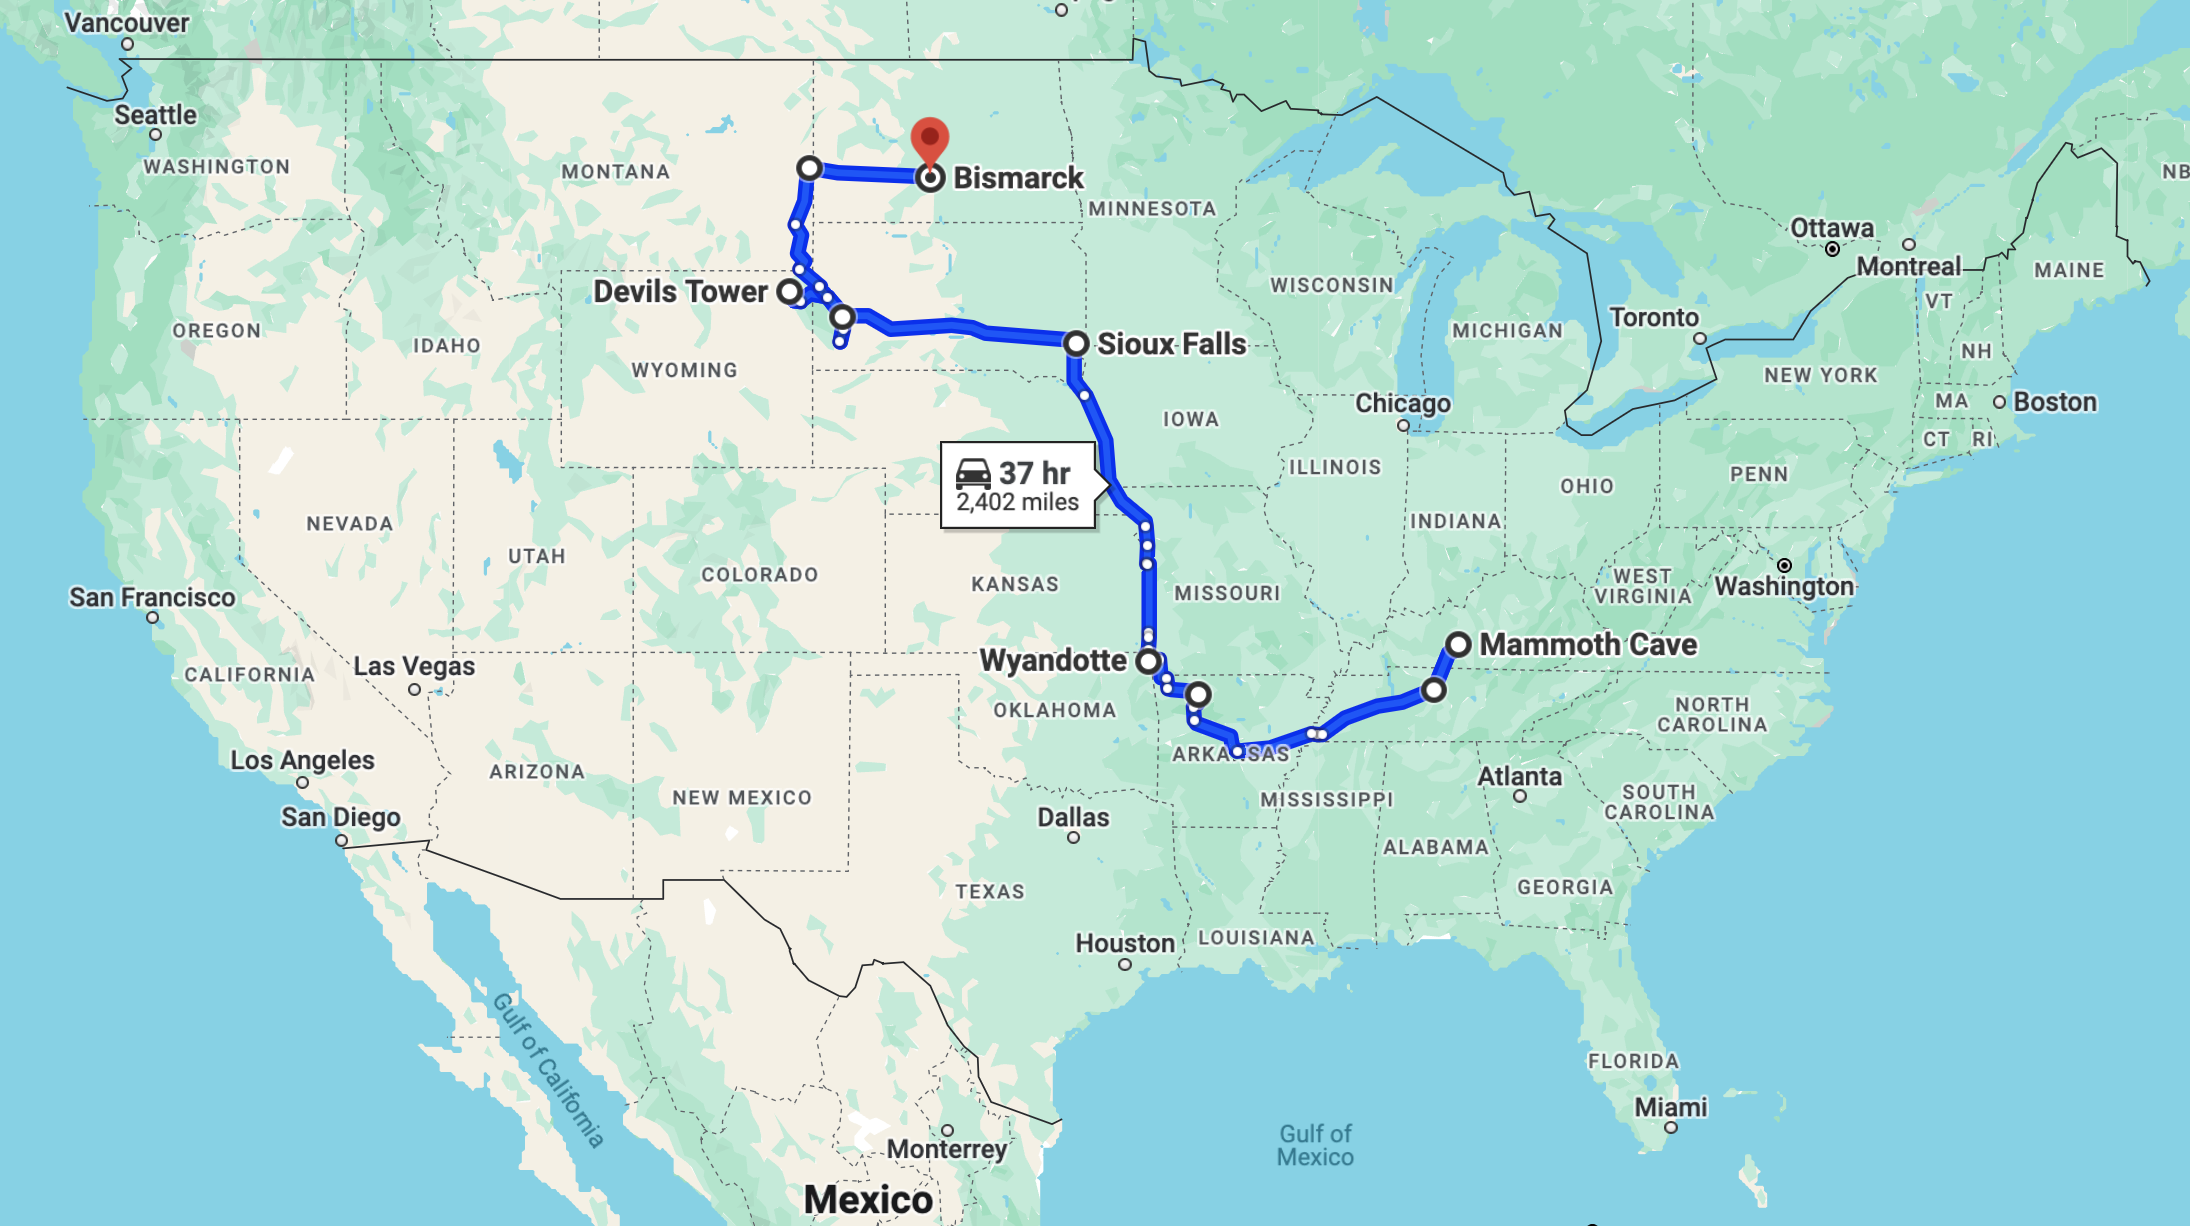 Vancouver
Seattle
WASHINGTON
MONTANA
Bismarck
MINNESOTA
Ottawa
Montreal
MAINE
NB
VT
Devils Tower
WISCONSIN
OREGON
IDAHO
MICHIGAN
Toronto
Sioux Falls
NH
WYOMING
NEW YORK
MA
Boston
Chicago
IOWA
CT
RI
37 hr
2,402 miles
ILLINOIS
OHIO
PENN
NEVADA
INDIANA
UTAH
COLORADO
KANSAS
MISSOURI
WEST
VIRGINIA
Washington
San Francisco
Mammoth Cave
Wyandotte
Las Vegas
CALIFORNIA
OKLAHOMA
NORTH
CAROLINA
Los Angeles
ARIZONA
ARKANSAS
Atlanta
NEW MEXICO
MISSISSIPPI
SOUTH
CAROLINA
San Diego
Dallas
ALABAMA
TEXAS
GEORGIA
Houston
LOUISIANA
Gulf of California
FLORIDA
Miami
Gulf of
Mexico
Monterrey
Mexico